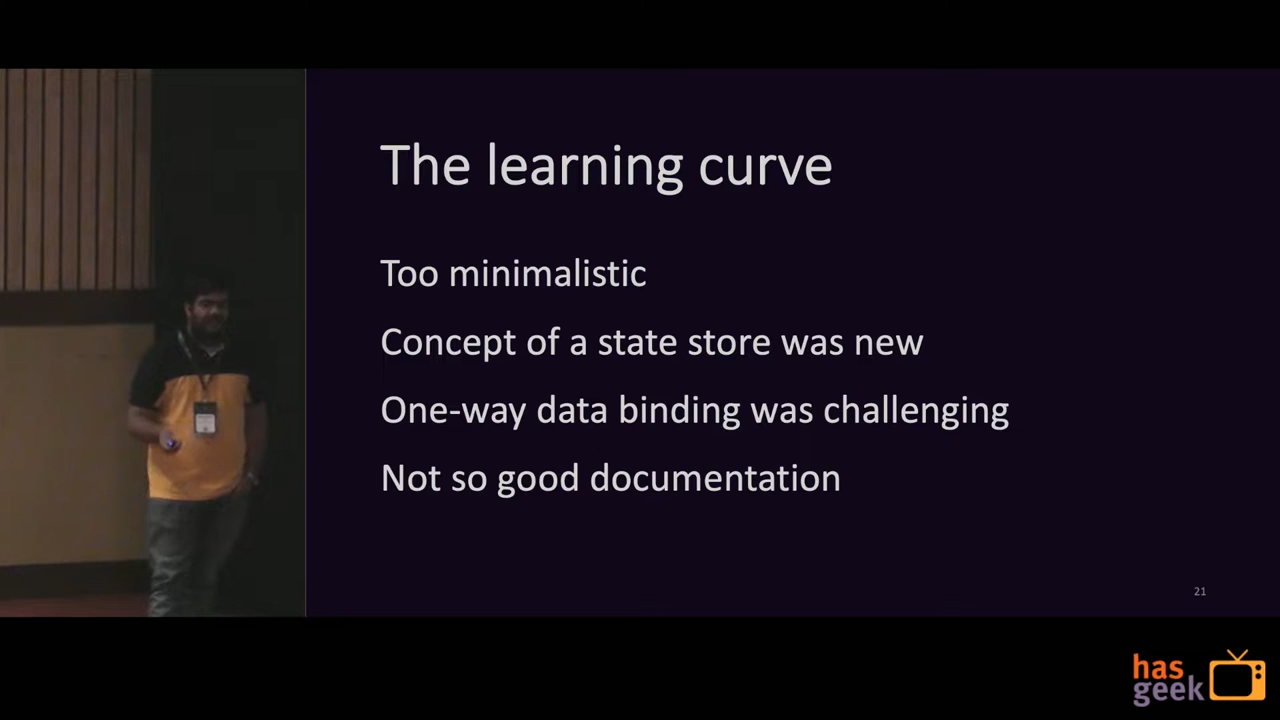 The learning curve
Too minimalistic
Concept of a state store was new
One-way data binding was challenging
Not so good documentation
21
has
geek